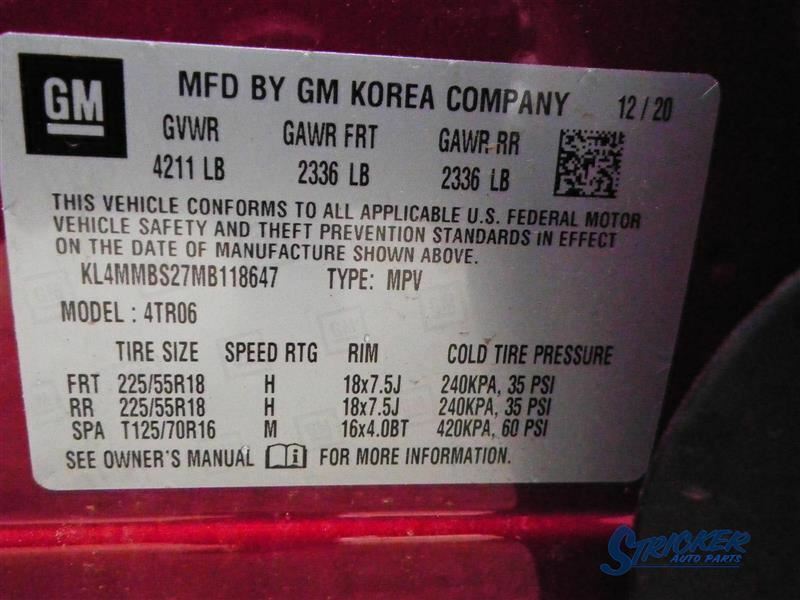 GM
MFD BY GM KOREA COMPANY 12/20
GVWR GAWR FRT GAWR RR
4211 LB 2336 LB 2336 LB
THIS VEHICLE CONFORMS TO ALL APPLICABLE U.S. FEDERAL MOTOR
VEHICLE SAFETY AND THEFT PREVENTION STANDARDS IN EFFECT
ON THE DATE OF MANUFACTURE SHOWN ABOVE.
KL4MMBS27MB118647 TYPE: MPV
MODEL : 4TR06
TIRE SIZE SPEED RTG RIM COLD TIRE PRESSURE
FRT 225/55R18 H 18x7.5J 240KPA, 35 PSI
RR 225/55R18 H 18x7.5J 240KPA, 35 PSI
SPA T125/70R16 M 16x4.0BT 420KPA, 60 PSI
SEE OWNER'S MANUAL i FOR MORE INFORMATION.
STRICKER
AUTO PARTS